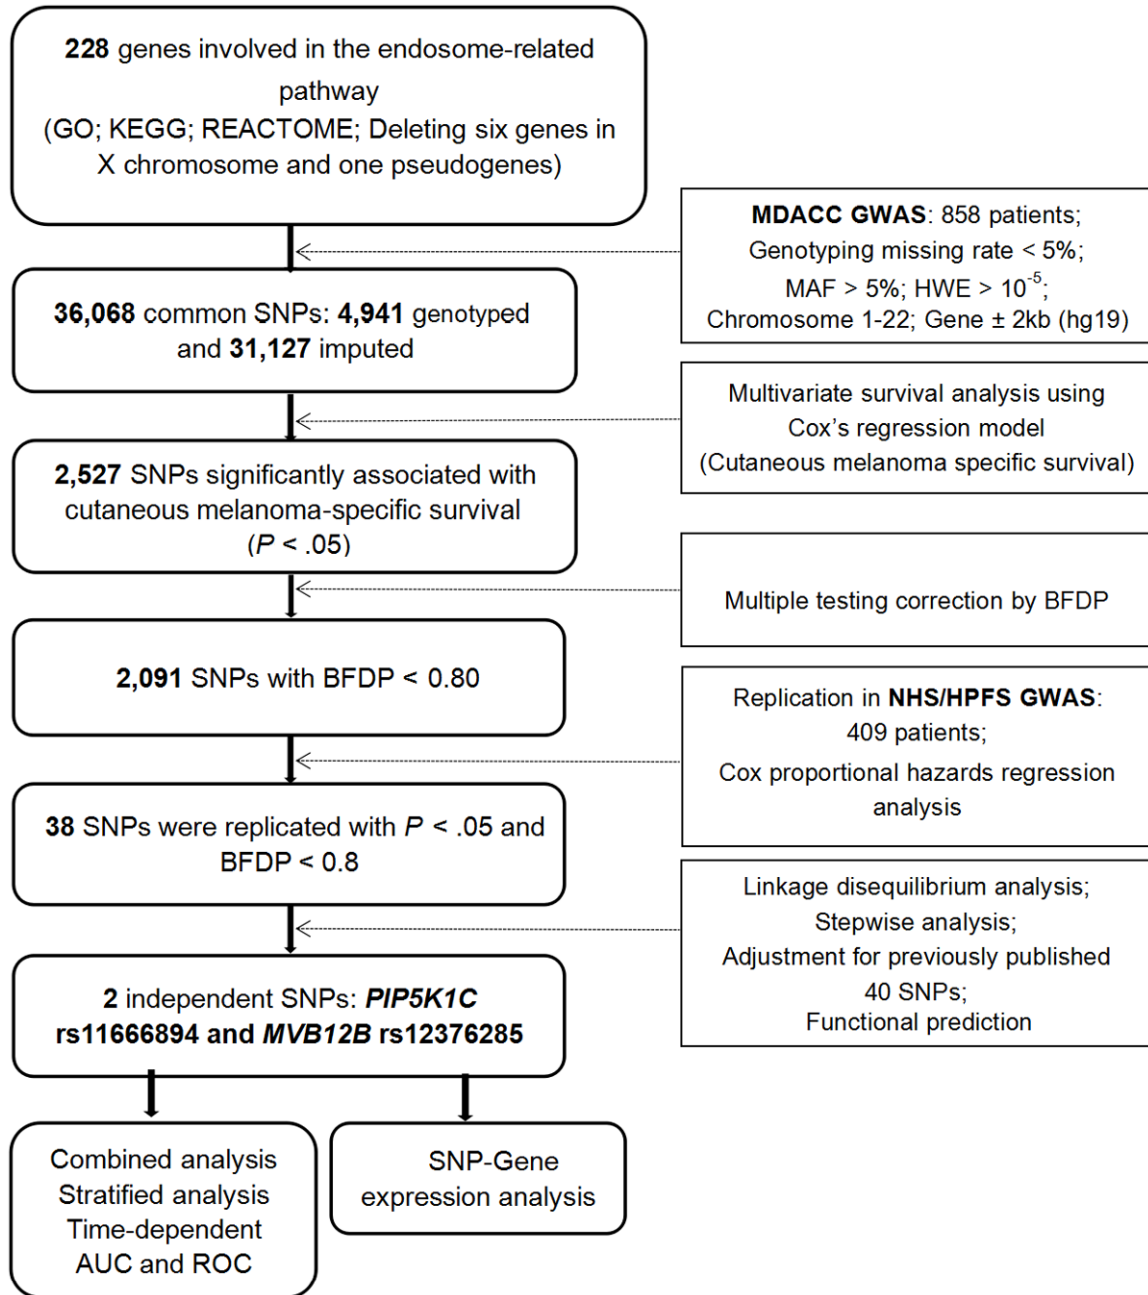 228 genes involved in the endosome-related
pathway
(GO; KEGG; REACTOME; Deleting six genes in
X chromosome and one pseudogenes)
MDACC GWAS: 858 patients;
Genotyping missing rate < 5%;
MAF > 5%; HWE > 10-5;
Chromosome 1-22; Gene ± 2kb (hg19)
36,068 common SNPs: 4,941 genotyped
and 31,127 imputed
Multivariate survival analysis using
Cox's regression model
(Cutaneous melanoma specific survival)
2,527 SNPs significantly associated with
cutaneous melanoma-specific survival
(P < .05)
Multiple testing correction by BFDP
2,091 SNPs with BFDP < 0.80
Replication in NHS/HPFS GWAS:
409 patients;
Cox proportional hazards regression
analysis
38 SNPs were replicated with P < .05 and
BFDP < 0.8
Linkage disequilibrium analysis;
Stepwise analysis;
Adjustment for previously published
40 SNPs;
Functional prediction
2 independent SNPs: PIP5K1C
rs11666894 and MVB12B rs12376285
Combined analysis
Stratified analysis
Time-dependent
AUC and ROC
SNP-Gene
expression analysis